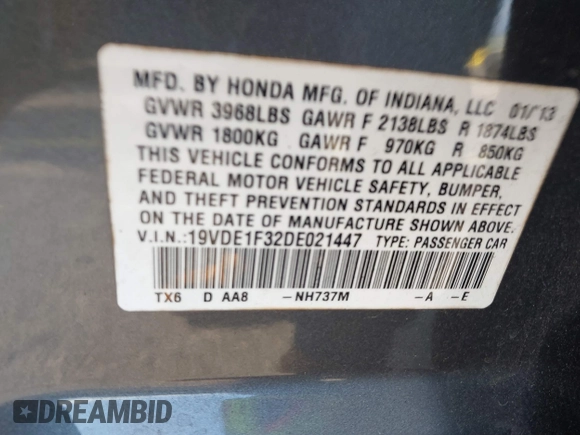 MFD. BY HONDA MFG. OF INDIANA, LLC 01/13
GVWR 3968LBS GAWR F 2138LBS R 1874LBS
GVWR 1800KG GAWR F 970KG R 850KG
THIS VEHICLE CONFORMS TO ALL APPLICABLE
FEDERAL MOTOR VEHICLE SAFETY, BUMPER,
AND THEFT PREVENTION STANDARDS IN EFFECT
ON THE DATE OF MANUFACTURE SHOWN ABOVE.
V.I.N.:19VDE1F32DE021447 TYPE: PASSENGER CAR
TX6 D AA8 -NH737M -A -E
DREAMBID